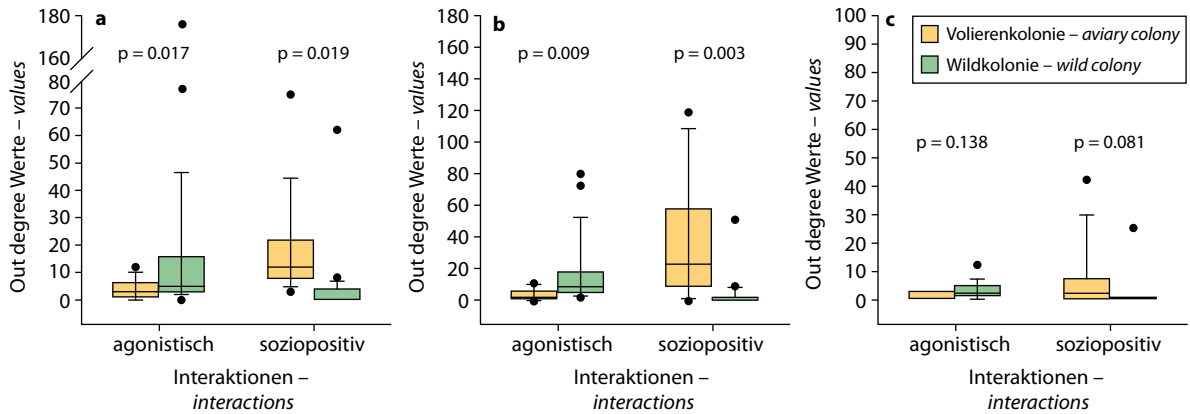 a
Out degree Werte – values
180
160
80
70
60
50
40
30
20
10
0
p = 0.017
p = 0.019
agonistisch
soziopositiv
Interaktionen –
interactions
b
Out degree Werte – values
180
160
140
120
100
80
60
40
20
0
p = 0.009
p = 0.003
agonistisch
soziopositiv
Interaktionen –
interactions
c
Out degree Werte – values
100
90
80
70
60
50
40
30
20
10
0
Volierenkolonie – aviary colony
Wildkolonie – wild colony
p = 0.138
p = 0.081
agonistisch
soziopositiv
Interaktionen –
interactions